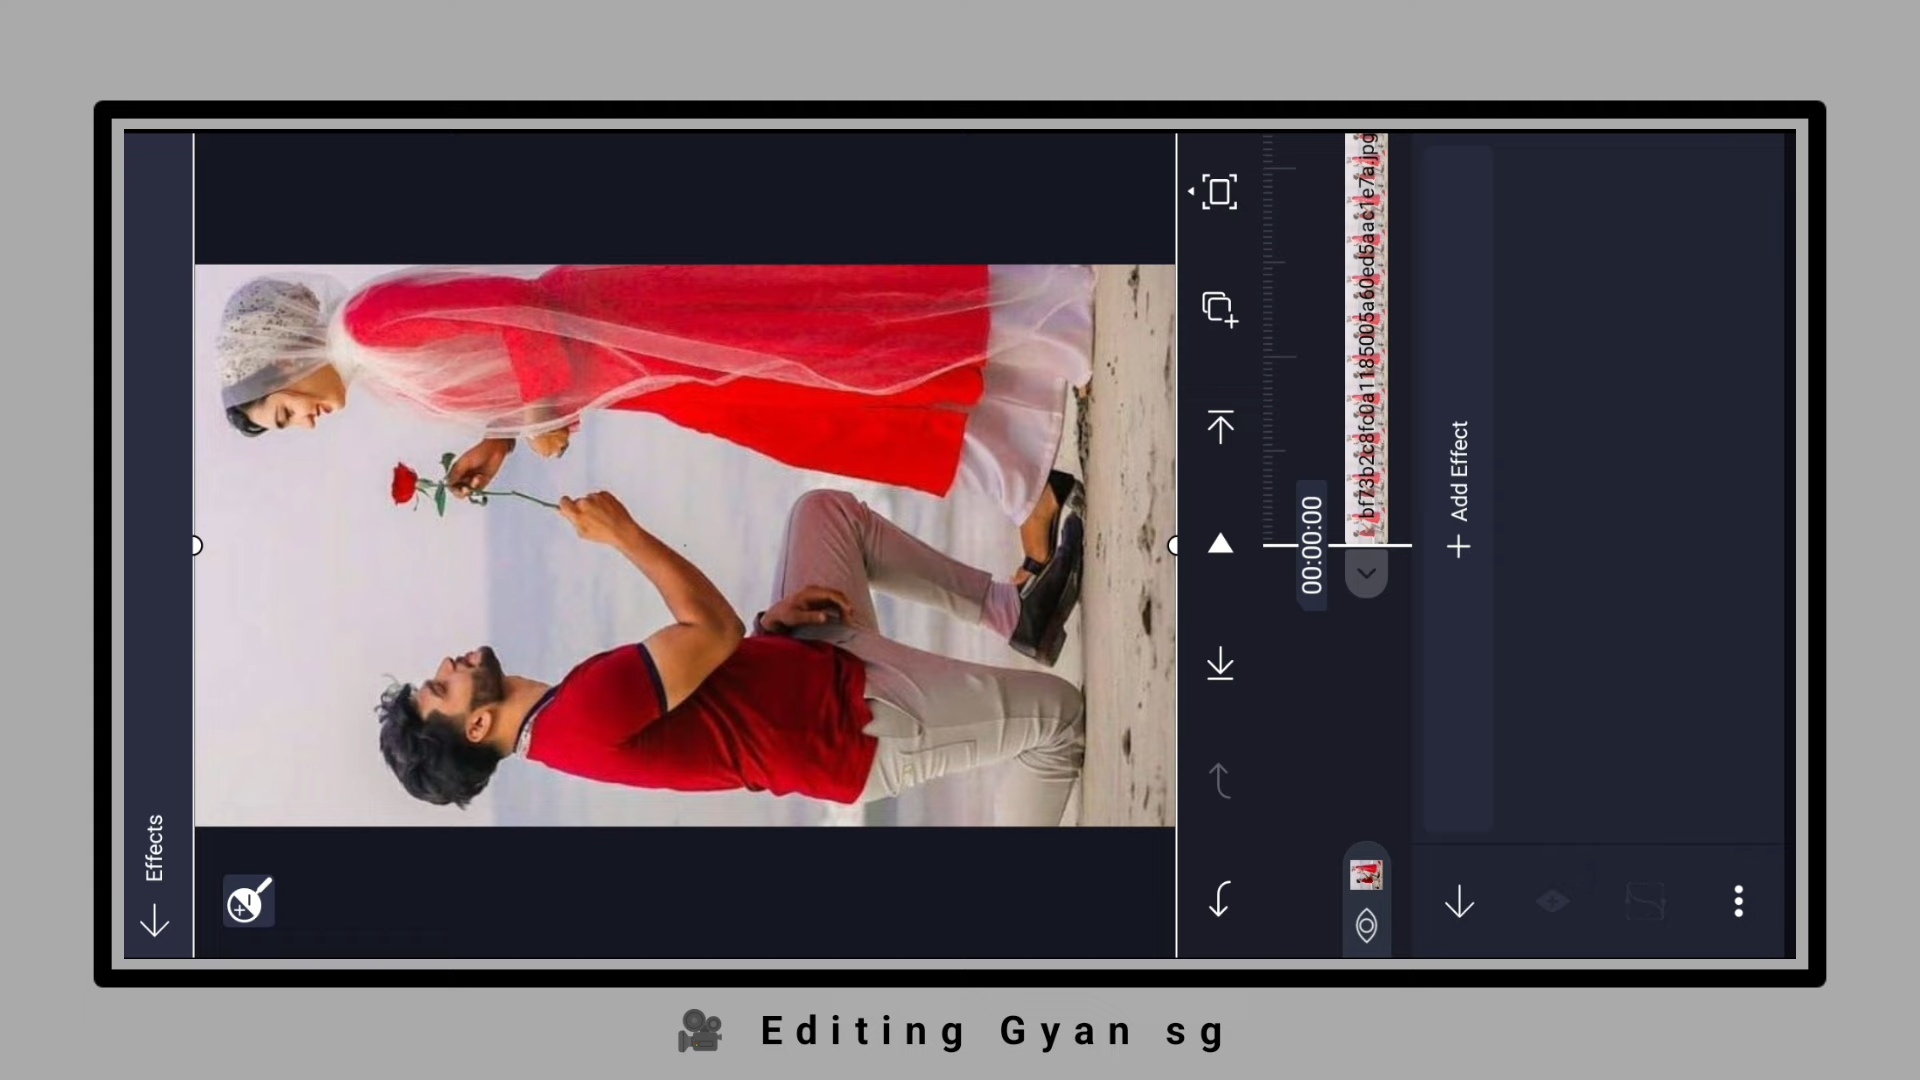 Effects
00:00:00
bf73b2c8fc0a1185005a60ed5aac1e7a.jpg
+ Add Effect
Editing Gyan sg